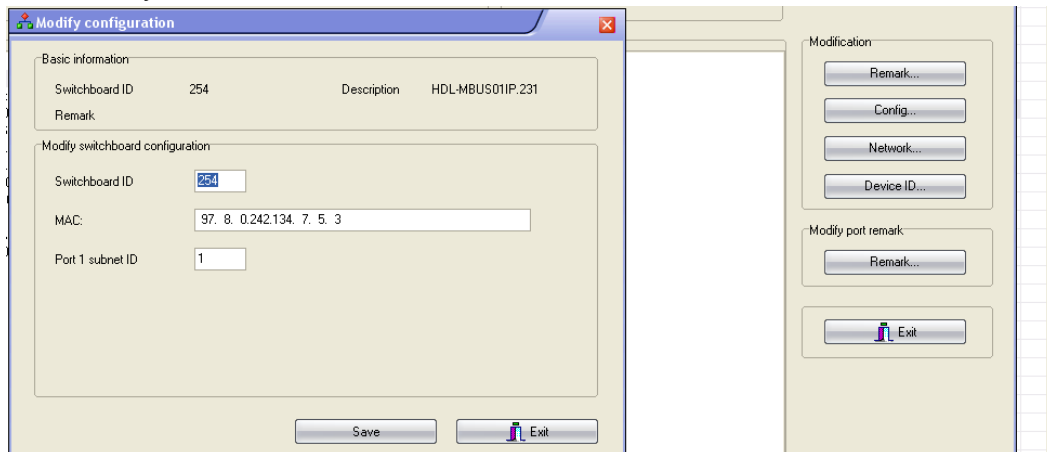 Modify configuration
Basic information
Switchboard ID 254 Description HDL-MBUS01IP.231
Remark
Modify switchboard configuration
Switchboard ID 254
MAC: 97. 8. 0.242.134. 7. 5. 3
Port 1 subnet ID 1
Save Exit
Modification
Remark...
Config...
Network...
Device ID...
Modify port remark
Remark...
Exit